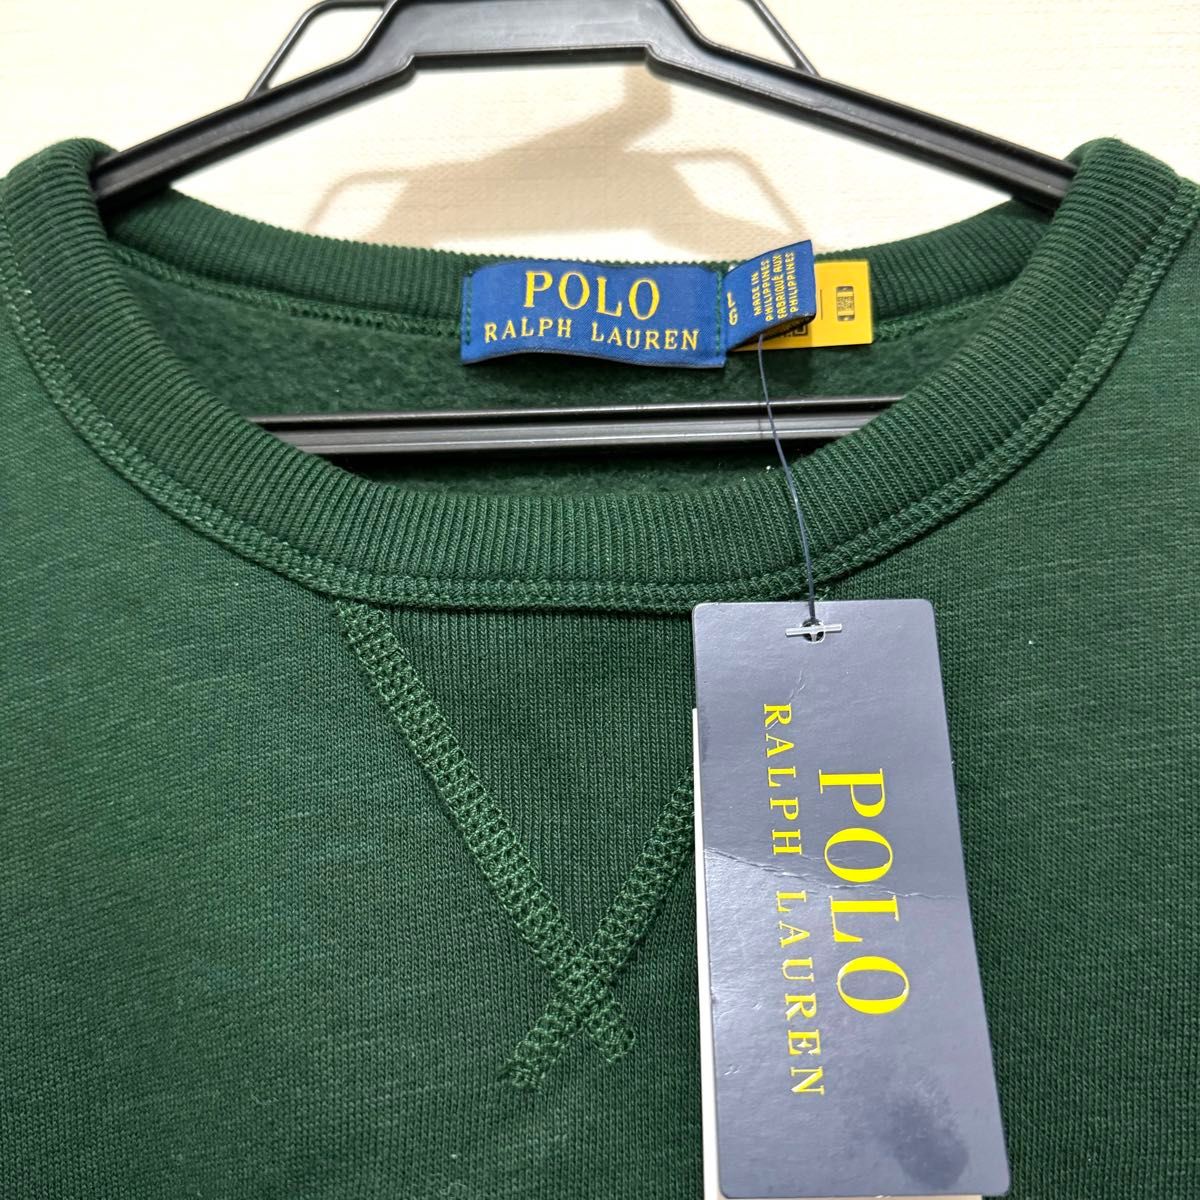 POLO
RALPH LAUREN
MADE IN
PHILIPPINES
FABRIQUÉ AUX
PHILIPPINES
POLO
RALPH LAUREN